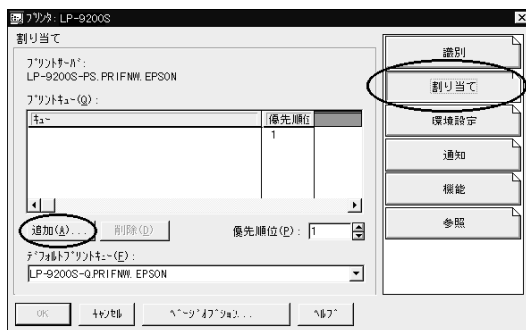 ﾌﾟﾘﾝﾀ: LP-9200S
割り当て
ﾌﾟﾘﾝﾄｻｰﾊﾞ:
LP-9200S-PS.PRIFNW.EPSON
ﾌﾟﾘﾝﾄｷｭｰ(Q):
ｷｭｰ 優先順位
1
追加(A)... 削除(D) 優先順位(P): 1
ﾃﾞﾌｫﾙﾄﾌﾟﾘﾝﾄｷｭｰ(F):
LP-9200S-Q.PRIFNW.EPSON
OK ｷｬﾝｾﾙ ﾍﾟｰｼﾞｵﾌﾟｼｮﾝ... ﾍﾙﾌﾟ
識別
割り当て
環境設定
通知
機能
参照